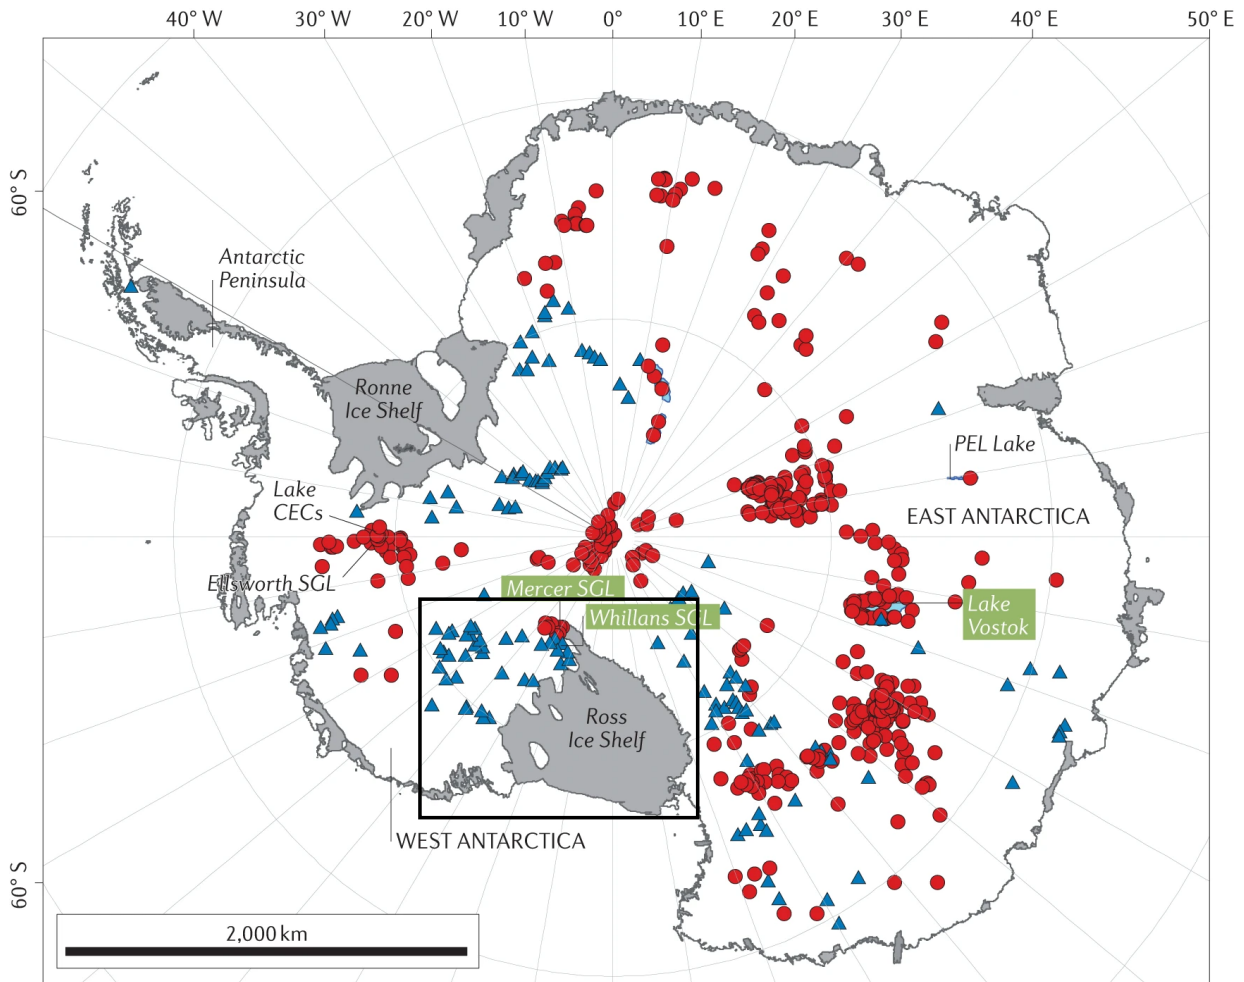 40° W
30° W
20° W
10° W
0°
10° E
20° E
30° E
40° E
50° E
60° S
Antarctic
Peninsula
Ronne
Ice Shelf
PEL Lake
Lake
CECs
EAST ANTARCTICA
Ellsworth SGL
Mercer SGL
Whillans SGL
Lake
Vostok
Ross
Ice Shelf
WEST ANTARCTICA
60° S
2,000 km